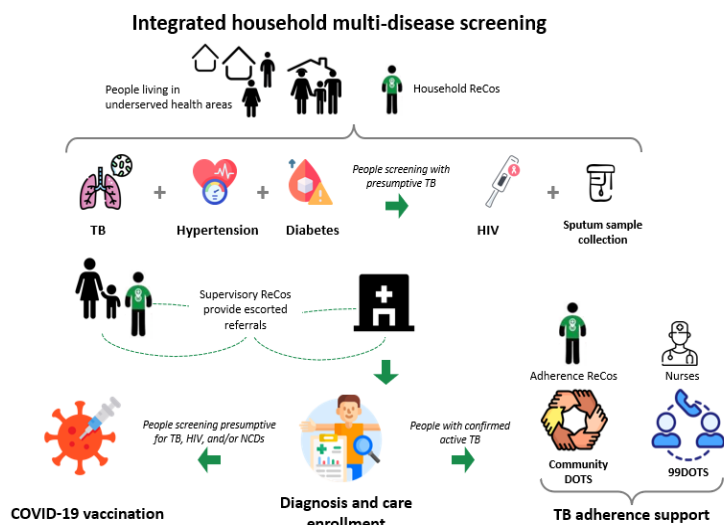 Integrated household multi-disease screening
People living in
underserved health areas
Household ReCos
People screening with
presumptive TB
TB
+
Hypertension
+
Diabetes
HIV
+
Sputum sample
collection
Supervisory ReCos
provide escorted
referrals
Adherence ReCos
Nurses
People screening presumptive
for TB, HIV, and/or NCDs
People with confirmed
active TB
Community
DOTS
99DOTS
COVID-19 vaccination
Diagnosis and care
enrollment
TB adherence support